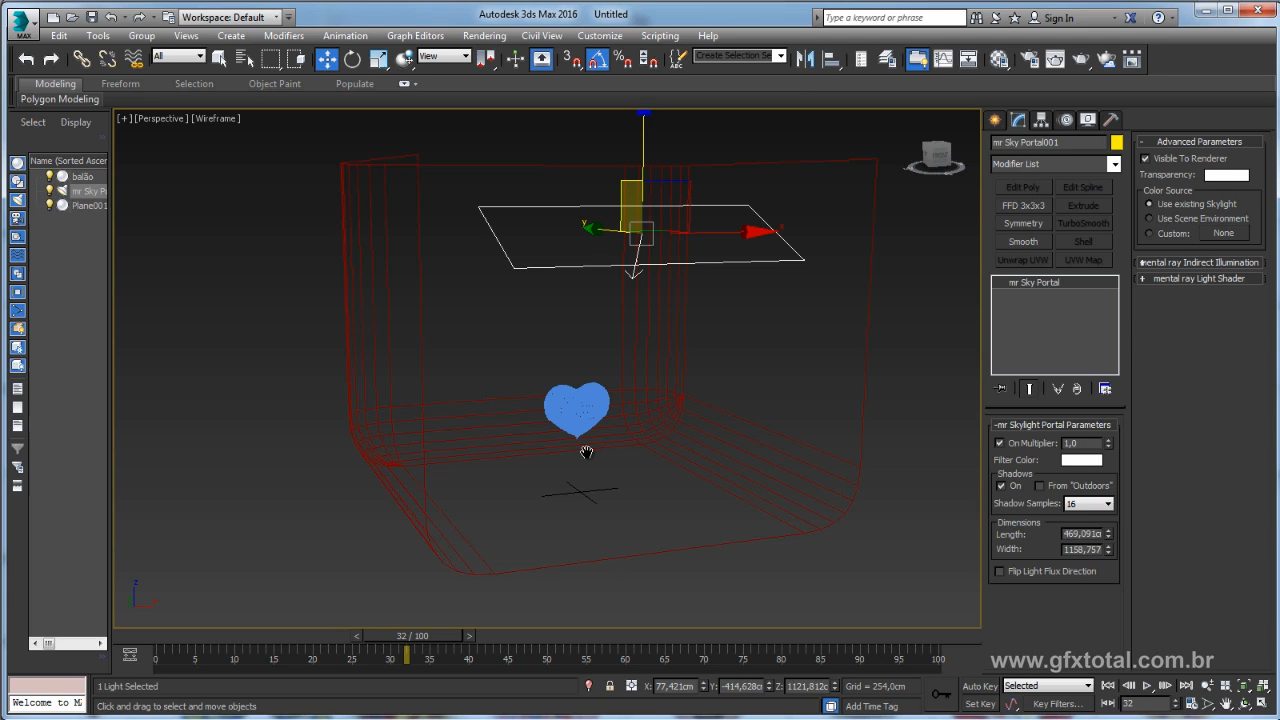 Workspace: Default
Autodesk 3ds Max 2016 Untitled
Type a keyword or phrase
Sign In
MAX
Edit Tools Group Views Create Modifiers Animation Graph Editors Rendering Civil View Customize Scripting Help
All
View
Create Selection Se
Modeling Freeform Selection Object Paint Populate
Polygon Modeling
Select Display
[+] [Perspective] [Wireframe]
Name (Sorted Ascen
balão
mr Sky P
Plane001
mr Sky Portal001
Modifier List
Edit Poly Edit Spline
FFD 3x3x3 Extrude
Symmetry TurboSmooth
Smooth Shell
Unwrap UVW UVW Map
mr Sky Portal
- Advanced Parameters
Visible To Renderer
Transparency:
Color Source
Use existing Skylight
Use Scene Environment
Custom: None
mental ray Indirect Illumination
+ mental ray Light Shader
- mr Skylight Portal Parameters
On Multiplier: 1,0
Filter Color:
Shadows
On From "Outdoors"
Shadow Samples: 16
Dimensions
Length: 469,091c
Width: 1158,757
Flip Light Flux Direction
y
x
z
< 32 / 100 >
0 5 10 15 20 25 30 35 40 45 50 55 60 65 70 75 80 85 90 95 100
www.gfxtotal.com.br
1 Light Selected
X: 77,421cm Y: -414,628cm Z: 1121,812c Grid = 254,0cm
Auto Key Selected
Welcome to M
Click and drag to select and move objects
Add Time Tag
Set Key Key Filters... 32